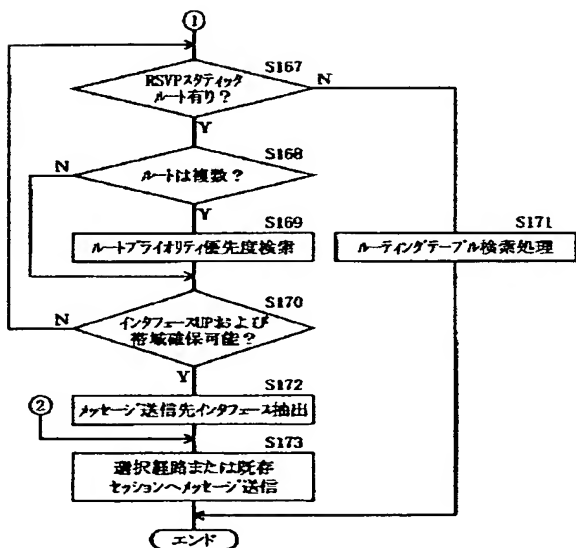 ①
S167
RSVPスタティック
ルート有り?
N
Y
S168
N
ルートは複数?
Y
S169
ルートプライオリティ優先度検索
S171
ルーティングテーブル検索処理
S170
N
インタフェースUPおよび
帯域確保可能?
Y
S172
②
メッセージ送信先インタフェース抽出
S173
選択経路または既存
セッションへメッセージ送信
エンド